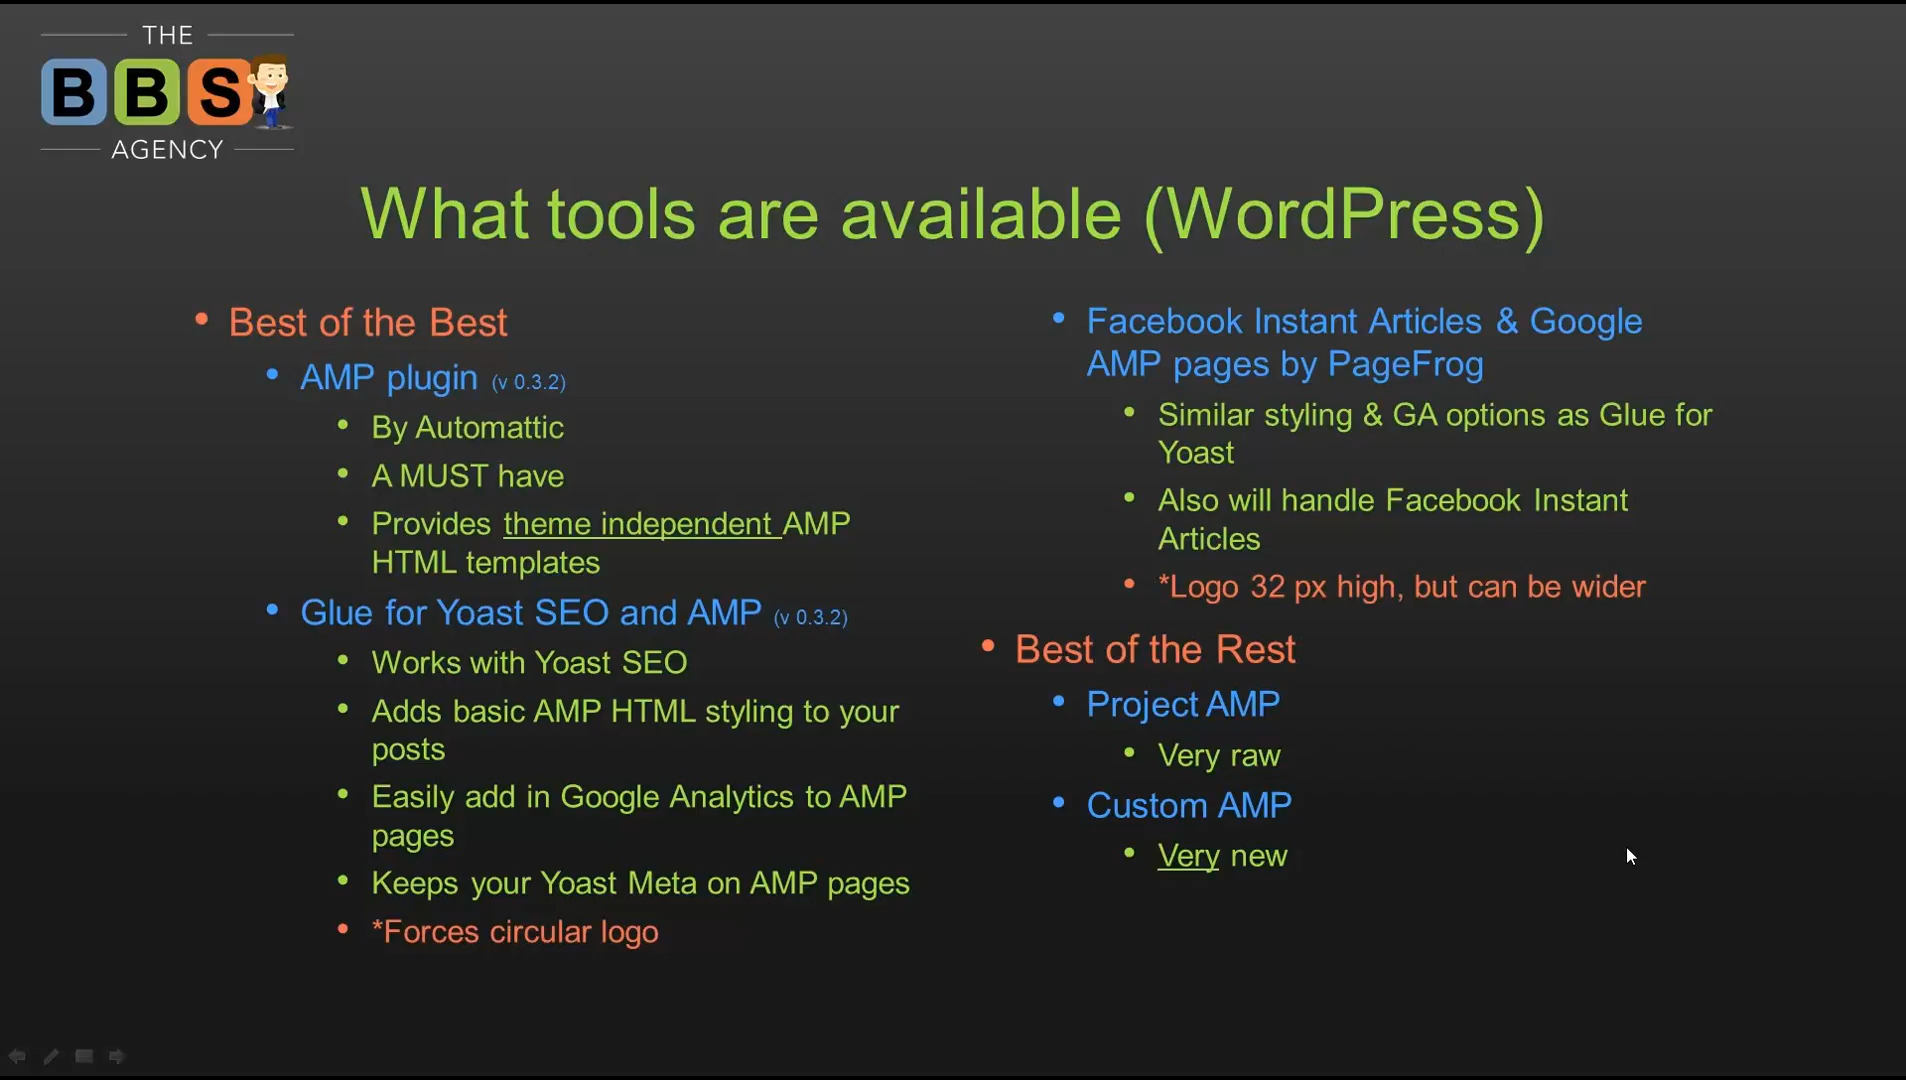 THE
BBS
AGENCY
What tools are available (WordPress)
• Best of the Best
• AMP plugin (v 0.3.2)
• By Automattic
• A MUST have
• Provides theme independent AMP
HTML templates
• Glue for Yoast SEO and AMP (v 0.3.2)
• Works with Yoast SEO
• Adds basic AMP HTML styling to your
posts
• Easily add in Google Analytics to AMP
pages
• Keeps your Yoast Meta on AMP pages
• *Forces circular logo
• Facebook Instant Articles & Google
AMP pages by PageFrog
• Similar styling & GA options as Glue for
Yoast
• Also will handle Facebook Instant
Articles
• *Logo 32 px high, but can be wider
• Best of the Rest
• Project AMP
• Very raw
• Custom AMP
• Very new